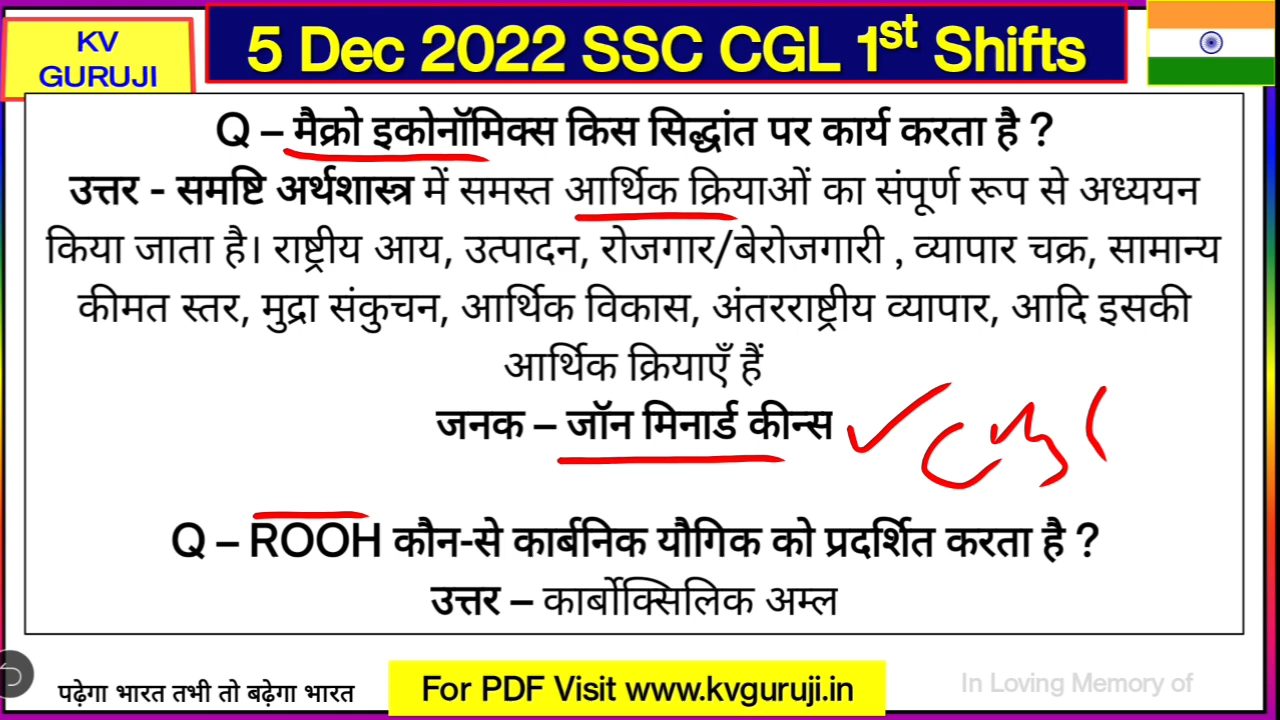 KV
GURUJI
5 Dec 2022 SSC CGL 1st Shifts
Q – मैक्रो इकोनॉमिक्स किस सिद्धांत पर कार्य करता है ?
उत्तर - समष्टि अर्थशास्त्र में समस्त आर्थिक क्रियाओं का संपूर्ण रूप से अध्ययन
किया जाता है। राष्ट्रीय आय, उत्पादन, रोजगार/बेरोजगारी , व्यापार चक्र, सामान्य
कीमत स्तर, मुद्रा संकुचन, आर्थिक विकास, अंतरराष्ट्रीय व्यापार, आदि इसकी
आर्थिक क्रियाएँ हैं
जनक – जॉन मिनार्ड कीन्स
Q – ROOH कौन-से कार्बनिक यौगिक को प्रदर्शित करता है ?
उत्तर – कार्बोक्सिलिक अम्ल
पढ़ेगा भारत तभी तो बढ़ेगा भारत
For PDF Visit www.kvguruji.in
In Loving Memory of